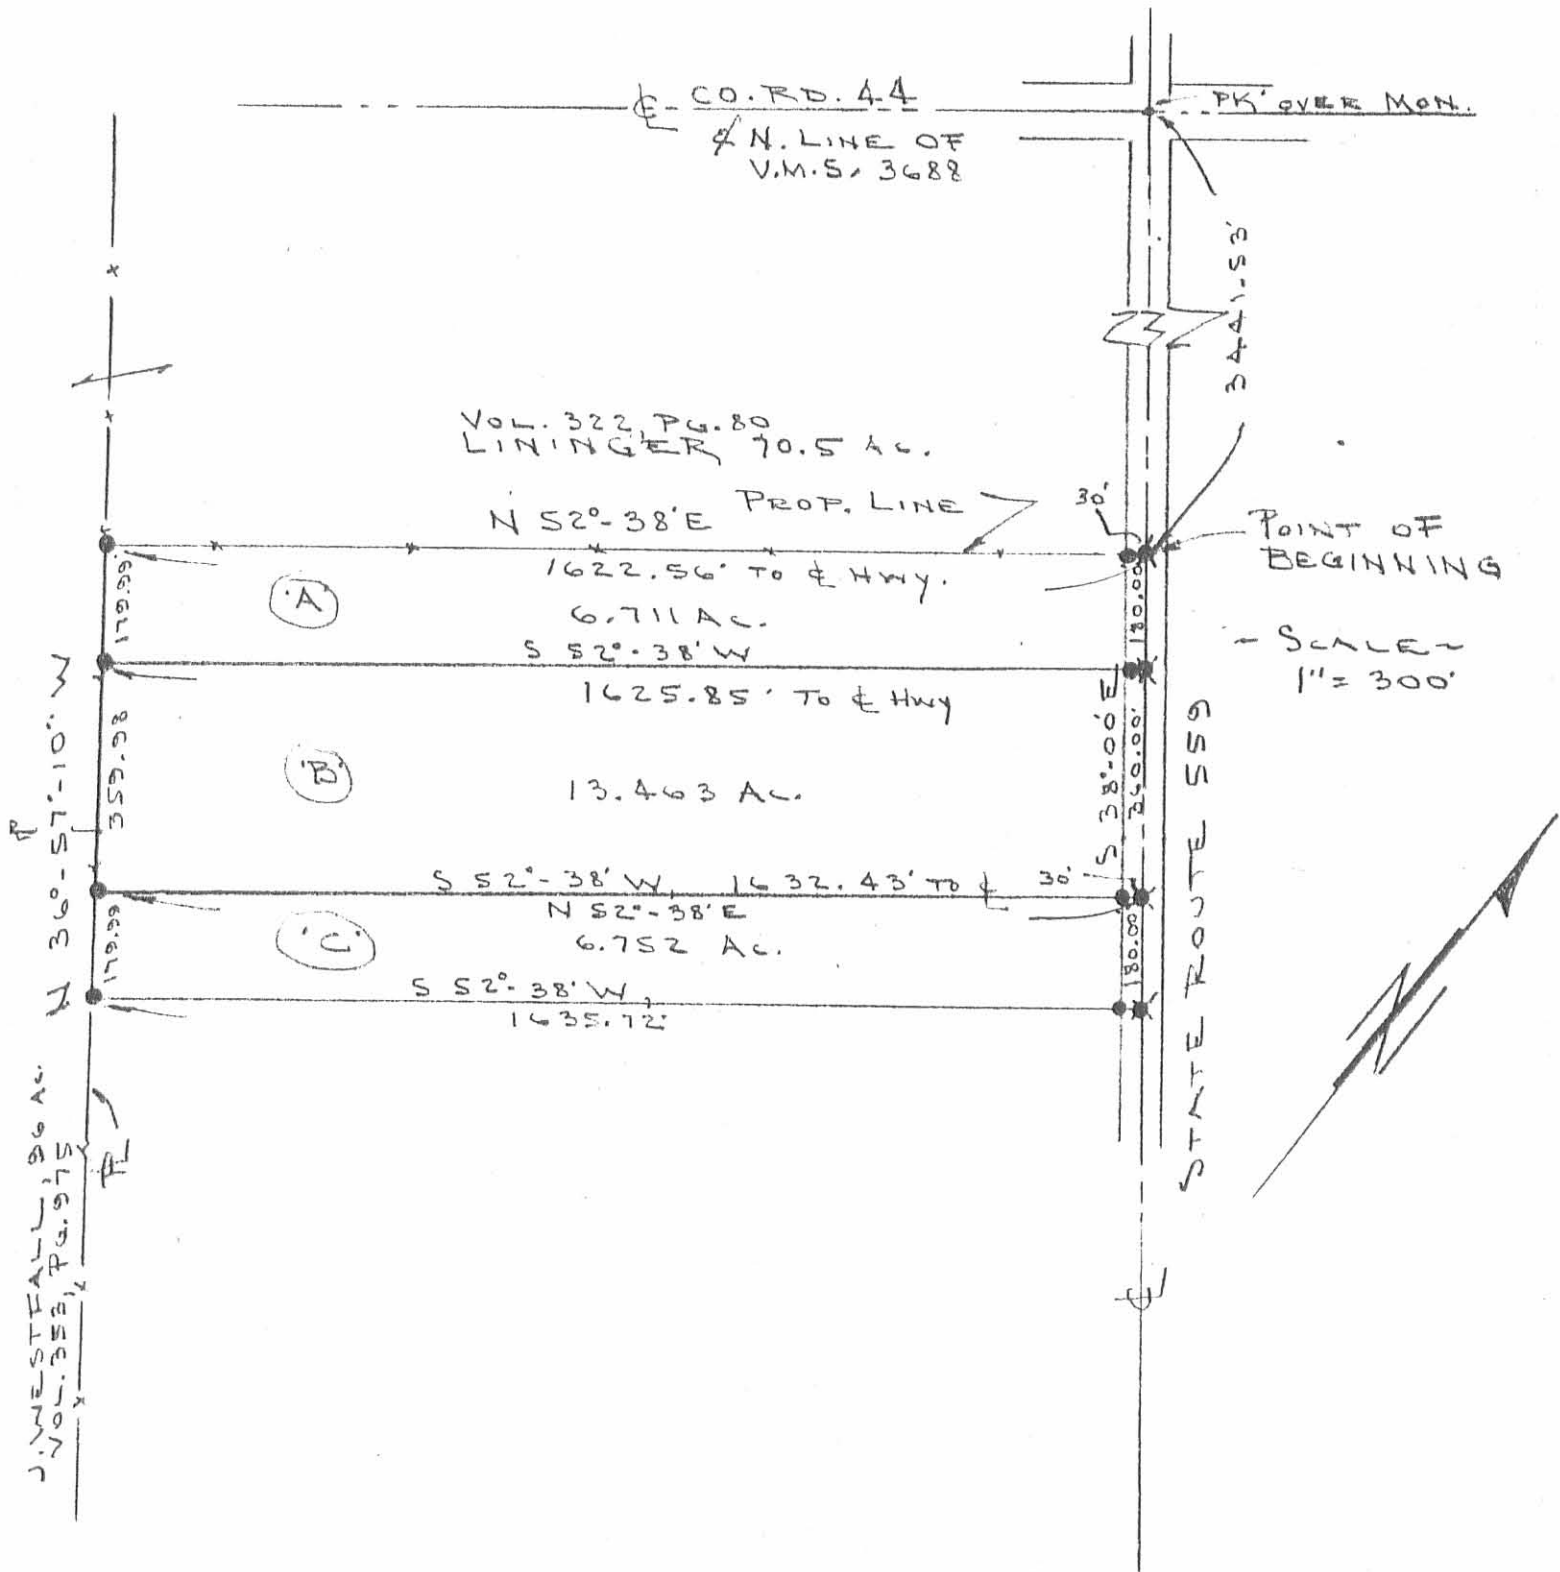 ℄ CO. RD. 44
& N. LINE OF
V.M.S. 3688
PK OVER MON.
3441.53'
VOL. 322, PG. 80
LININGER, 70.5 AC.
N 52°-38' E
PROP. LINE
30'
POINT OF
BEGINNING
179.99
'A'
1622.56' TO ℄ HWY.
6.711 AC.
180.00'
S 52°-38' W
1625.85' TO ℄ HWY
- SCALE -
1" = 300'
N 36°-57'-10" W
359.98
'B'
13.463 AC.
S 38°-00' E
360.00'
STATE ROUTE 559
S 52°-38' W, 1632.43' TO ℄
30'
N 52°-38' E
179.99
'C'
6.752 AC.
180.00'
S 52°-38' W,
1635.72'
J. WESTFALL, 96 AC.
VOL. 353, PG. 975
℄